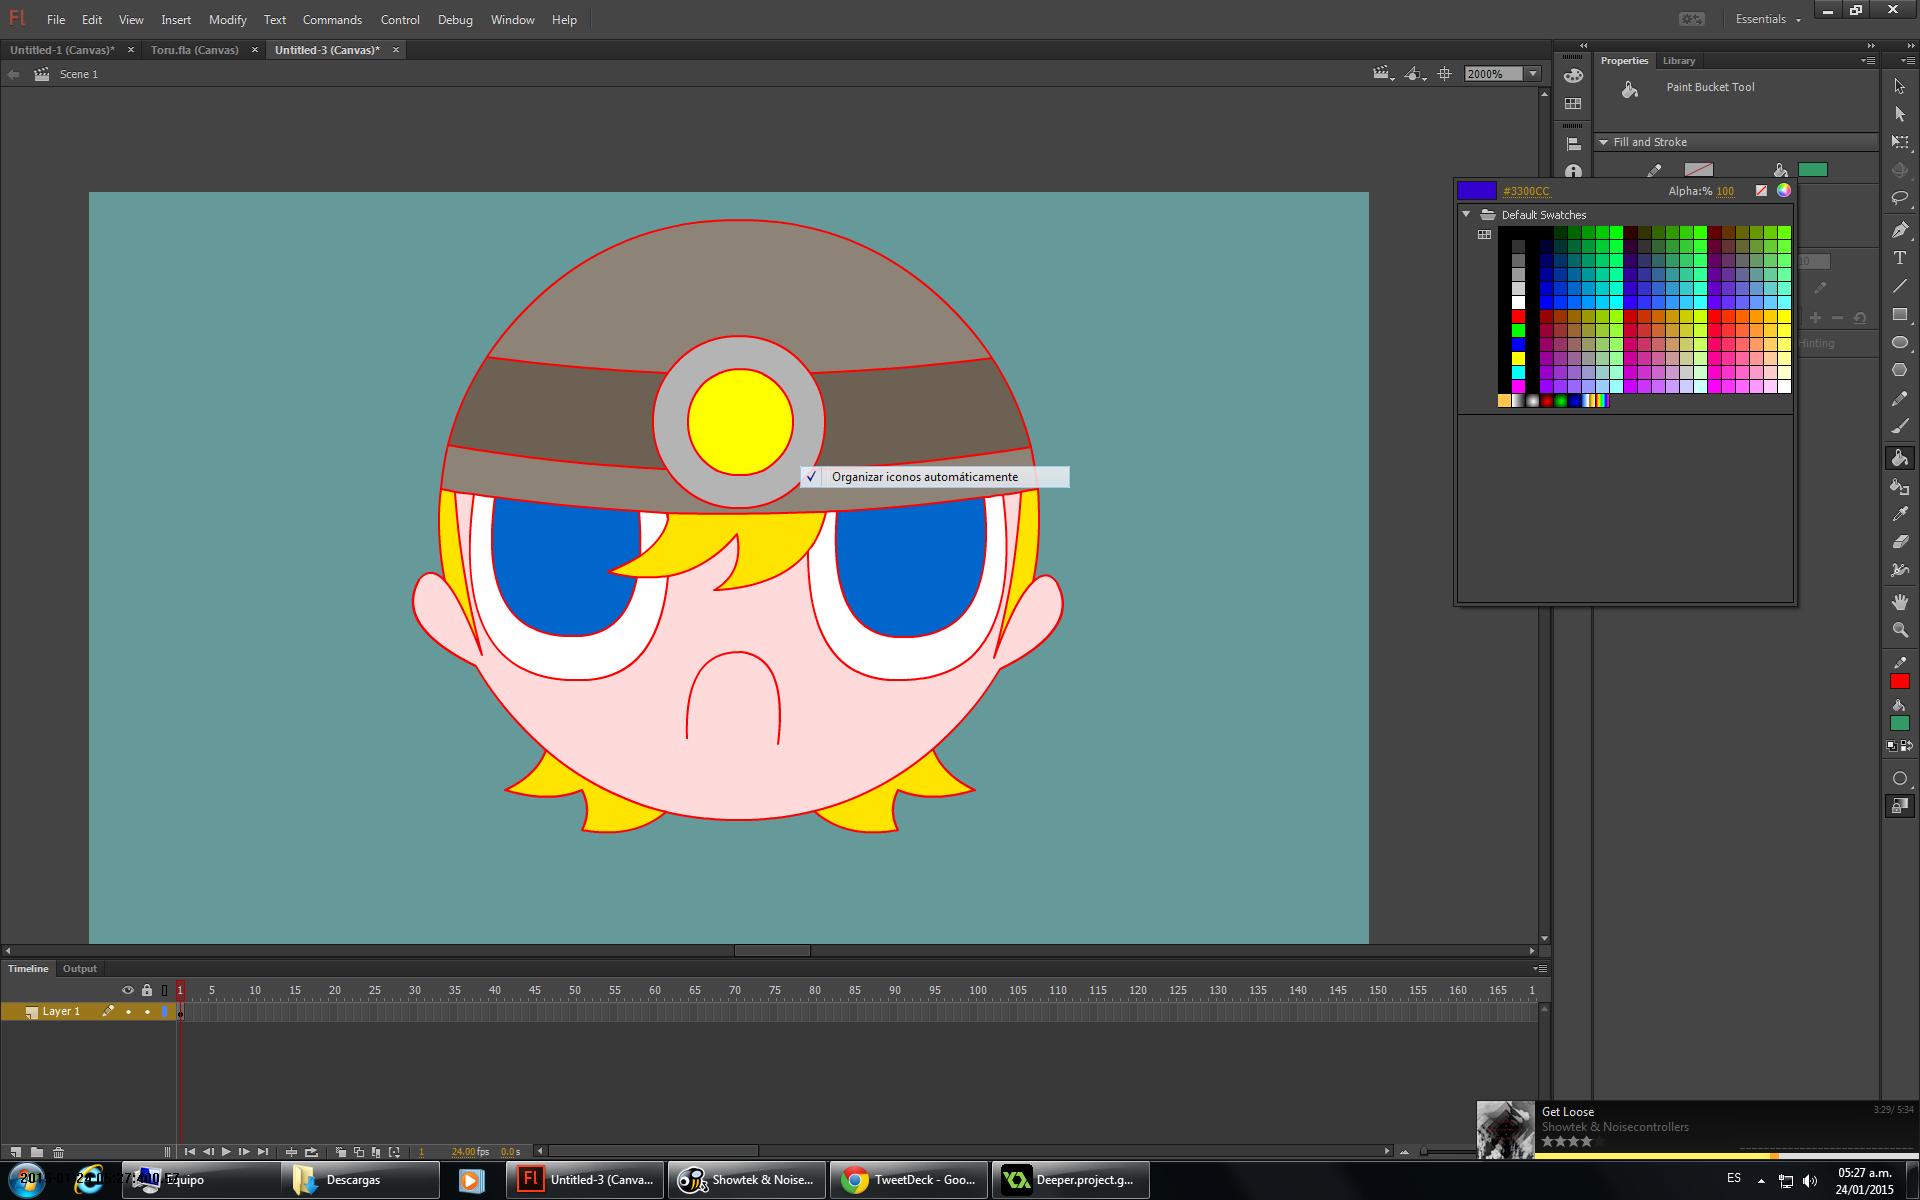 Fl File Edit View Insert Modify Text Commands Control Debug Window Help Essentials
Untitled-1 (Canvas)* Toru.fla (Canvas) Untitled-3 (Canvas)*
Scene 1 2000%
Properties Library
Paint Bucket Tool
Fill and Stroke
#3300CC Alpha:% 100
Default Swatches
10
Hinting
T
Organizar iconos automáticamente
Timeline Output
1 5 10 15 20 25 30 35 40 45 50 55 60 65 70 75 80 85 90 95 100 105 110 115 120 125 130 135 140 145 150 155 160 165 1
Layer 1
1 24.00 fps 0.0 s
Get Loose 3:29/ 5:34
Showtek & Noisecontrollers
Equipo Descargas Fl Untitled-3 (Canva... Showtek & Noise... TweetDeck - Goo... Deeper.project.g... ES 05:27 a.m.
24/01/2015